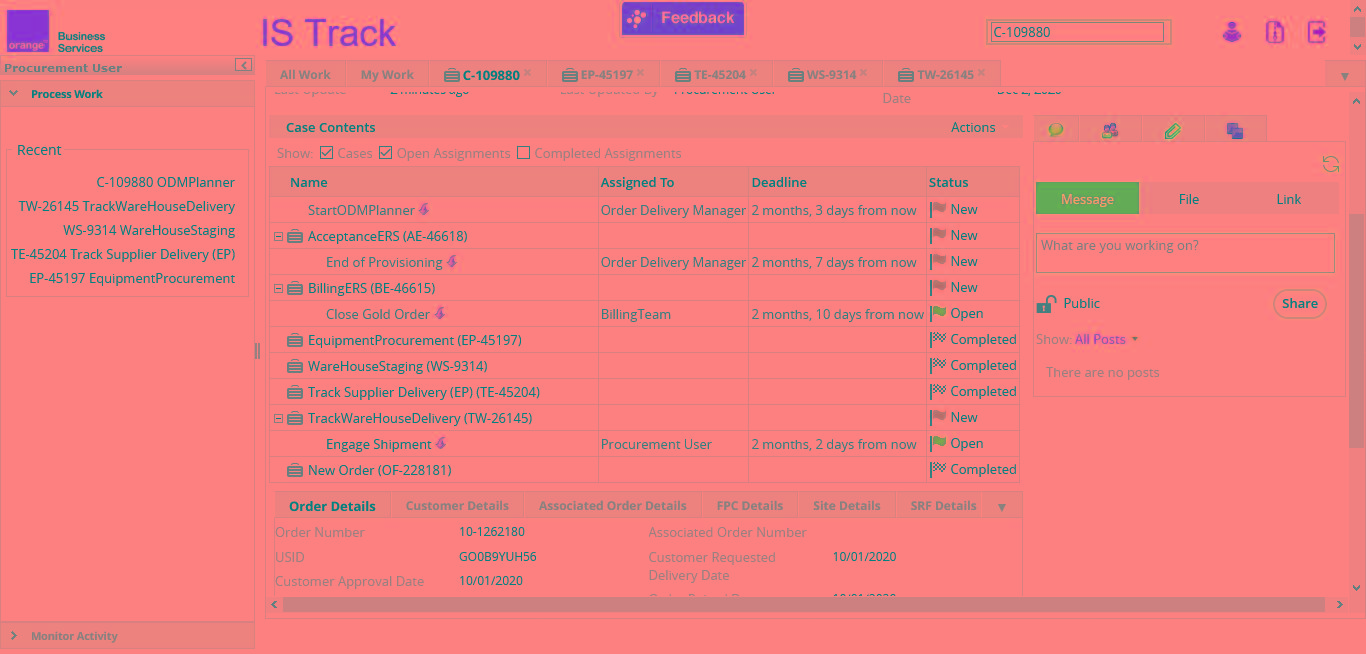 orange™
Business
Services
IS Track
Feedback
C-109880
Procurement User
Process Work
Recent
C-109880 ODMPlanner
TW-26145 TrackWareHouseDelivery
WS-9314 WareHouseStaging
TE-45204 Track Supplier Delivery (EP)
EP-45197 EquipmentProcurement
Monitor Activity
All Work My Work C-109880 × EP-45197 × TE-45204 × WS-9314 × TW-26145 ×
Last Update 2 minutes ago Last Updated By Procurement User Date Dec 2, 2020
Case Contents Actions
Show: Cases Open Assignments Completed Assignments
Name Assigned To Deadline Status
StartODMPlanner Order Delivery Manager 2 months, 3 days from now New
AcceptanceERS (AE-46618) New
End of Provisioning Order Delivery Manager 2 months, 7 days from now New
BillingERS (BE-46615) New
Close Gold Order BillingTeam 2 months, 10 days from now Open
EquipmentProcurement (EP-45197) Completed
WareHouseStaging (WS-9314) Completed
Track Supplier Delivery (EP) (TE-45204) Completed
TrackWareHouseDelivery (TW-26145) New
Engage Shipment Procurement User 2 months, 2 days from now Open
New Order (OF-228181) Completed
Order Details Customer Details Associated Order Details FPC Details Site Details SRF Details
Order Number 10-1262180 Associated Order Number
USID GO0B9YUH56 Customer Requested
Delivery Date 10/01/2020
Customer Approval Date 10/01/2020
Message File Link
What are you working on?
Public Share
Show: All Posts
There are no posts